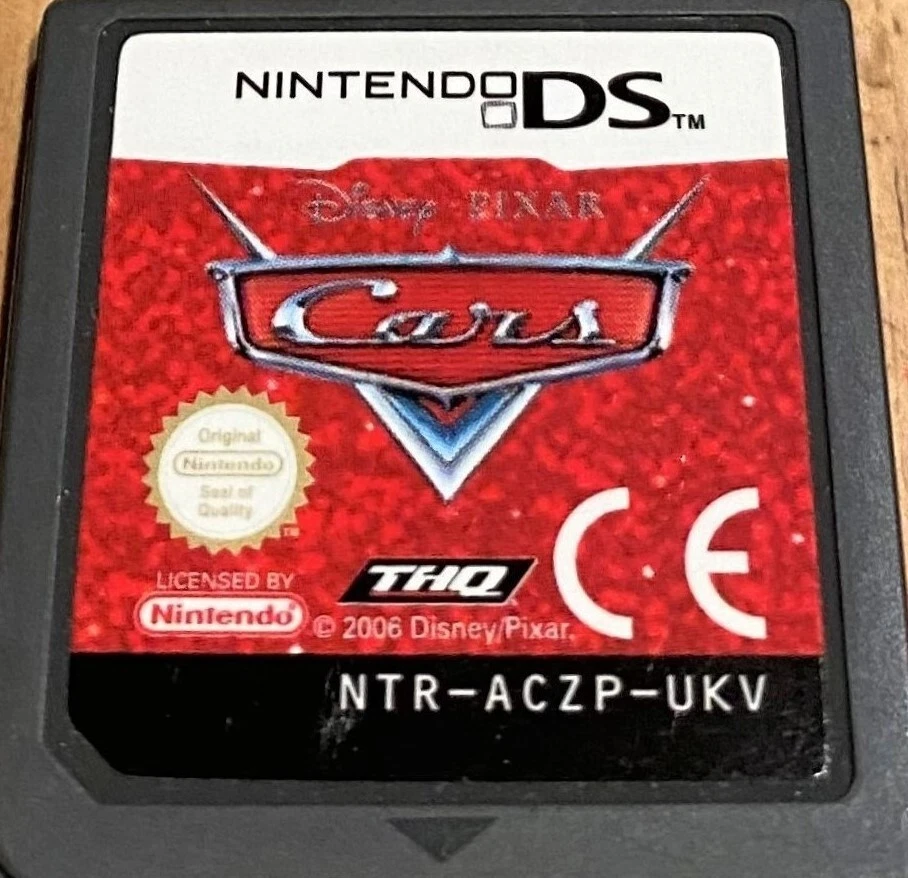 NINTENDO DS™
Disney PIXAR
Cars
Original
Nintendo
Seal of
Quality
TM
LICENSED BY
Nintendo®
THQ
© 2006 Disney/Pixar.
CE
NTR-ACZP-UKV